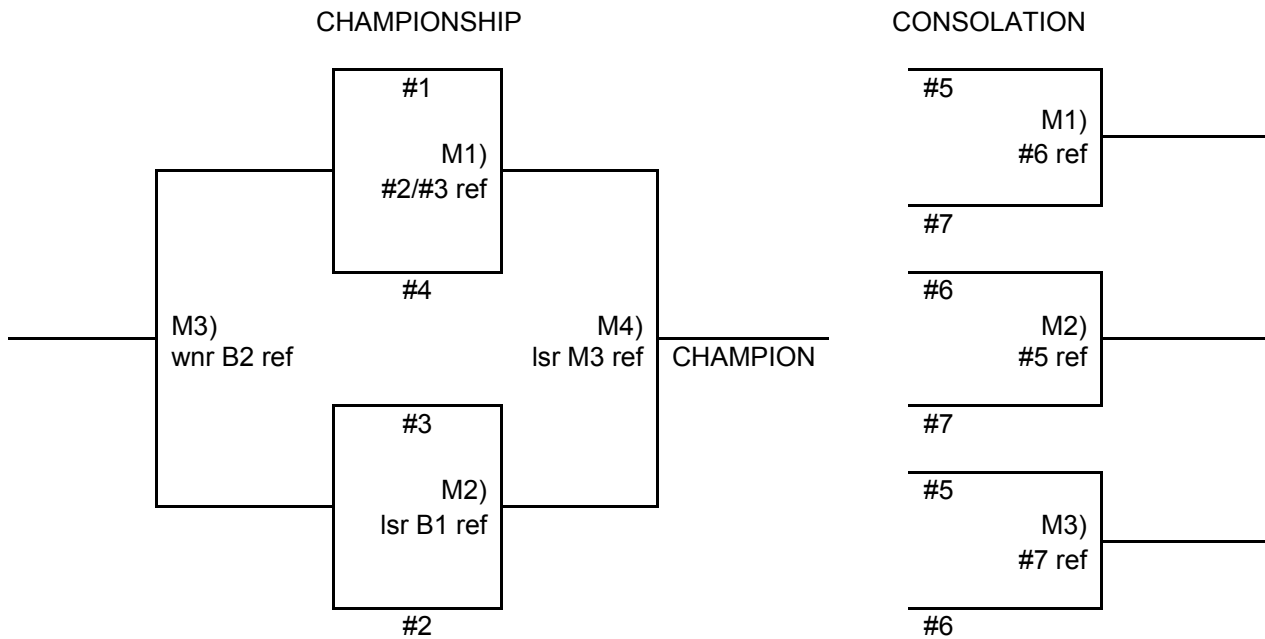 CHAMPIONSHIP
#1
M1)
#2/#3 ref
#4
M3)
wnr B2 ref
M4)
lsr M3 ref
CHAMPION
#3
M2)
lsr B1 ref
#2
CONSOLATION
#5
M1)
#6 ref
#7
#6
M2)
#5 ref
#7
#5
M3)
#7 ref
#6